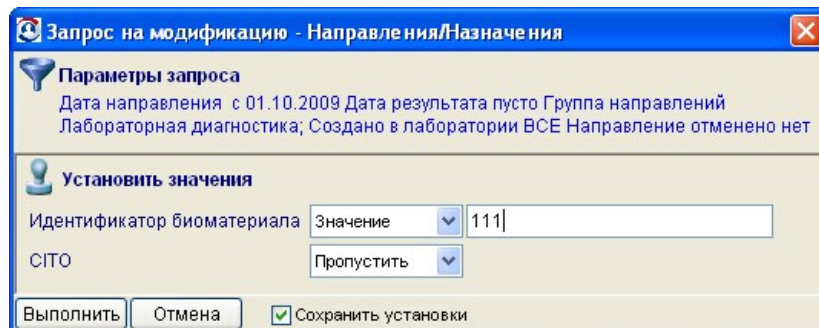 Запрос на модификацию - Направления/Назначения
Параметры запроса
Дата направления с 01.10.2009 Дата результата пусто Группа направлений
Лабораторная диагностика; Создано в лаборатории ВСЕ Направление отменено нет
Установить значения
Идентификатор биоматериала Значение 111
CITO Пропустить
Выполнить Отмена Сохранить установки